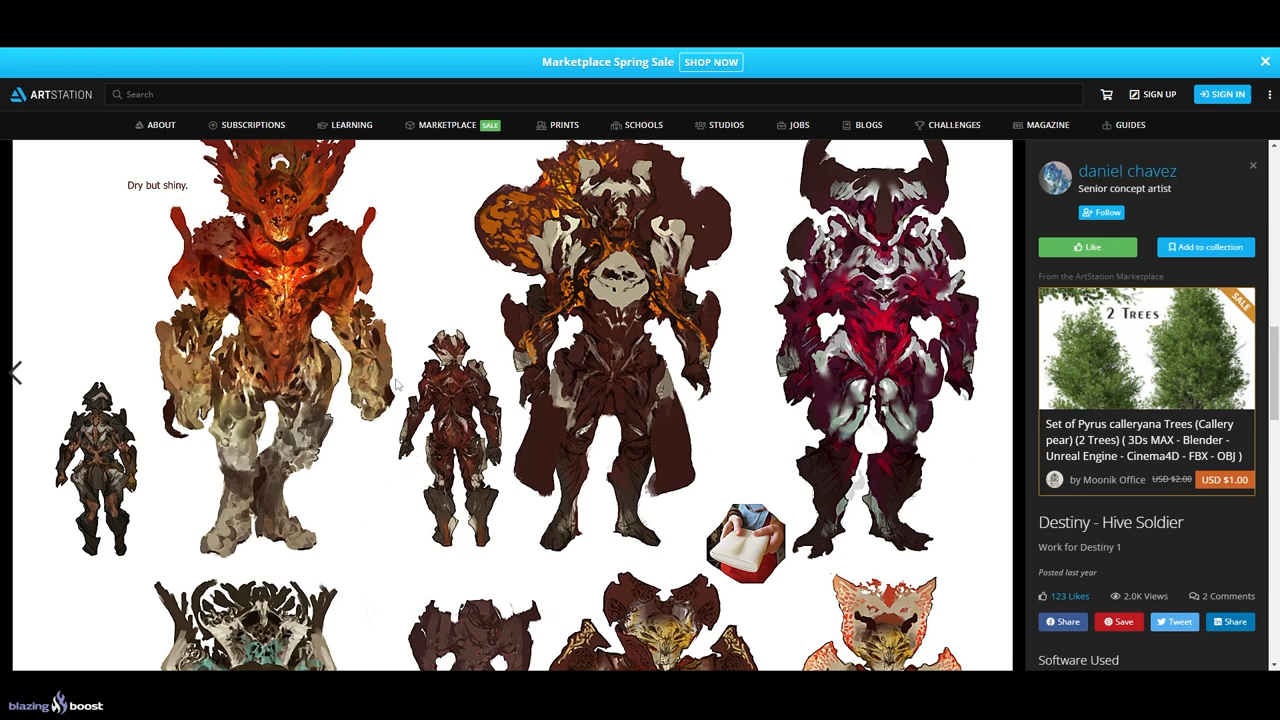 Marketplace Spring Sale SHOP NOW
ARTSTATION Search SIGN UP SIGN IN
ABOUT SUBSCRIPTIONS LEARNING MARKETPLACE SALE PRINTS SCHOOLS STUDIOS JOBS BLOGS CHALLENGES MAGAZINE GUIDES
Dry but shiny.
daniel chavez
Senior concept artist
Follow
Like Add to collection
From the ArtStation Marketplace
SALE
2 TREES
Set of Pyrus calleryana Trees (Callery
pear) (2 Trees) ( 3Ds MAX - Blender -
Unreal Engine - Cinema4D - FBX - OBJ )
by Moonik Office USD $2.00 USD $1.00
Destiny - Hive Soldier
Work for Destiny 1
Posted last year
123 Likes 2.0K Views 2 Comments
Share Save Tweet Share
Software Used
blazing boost